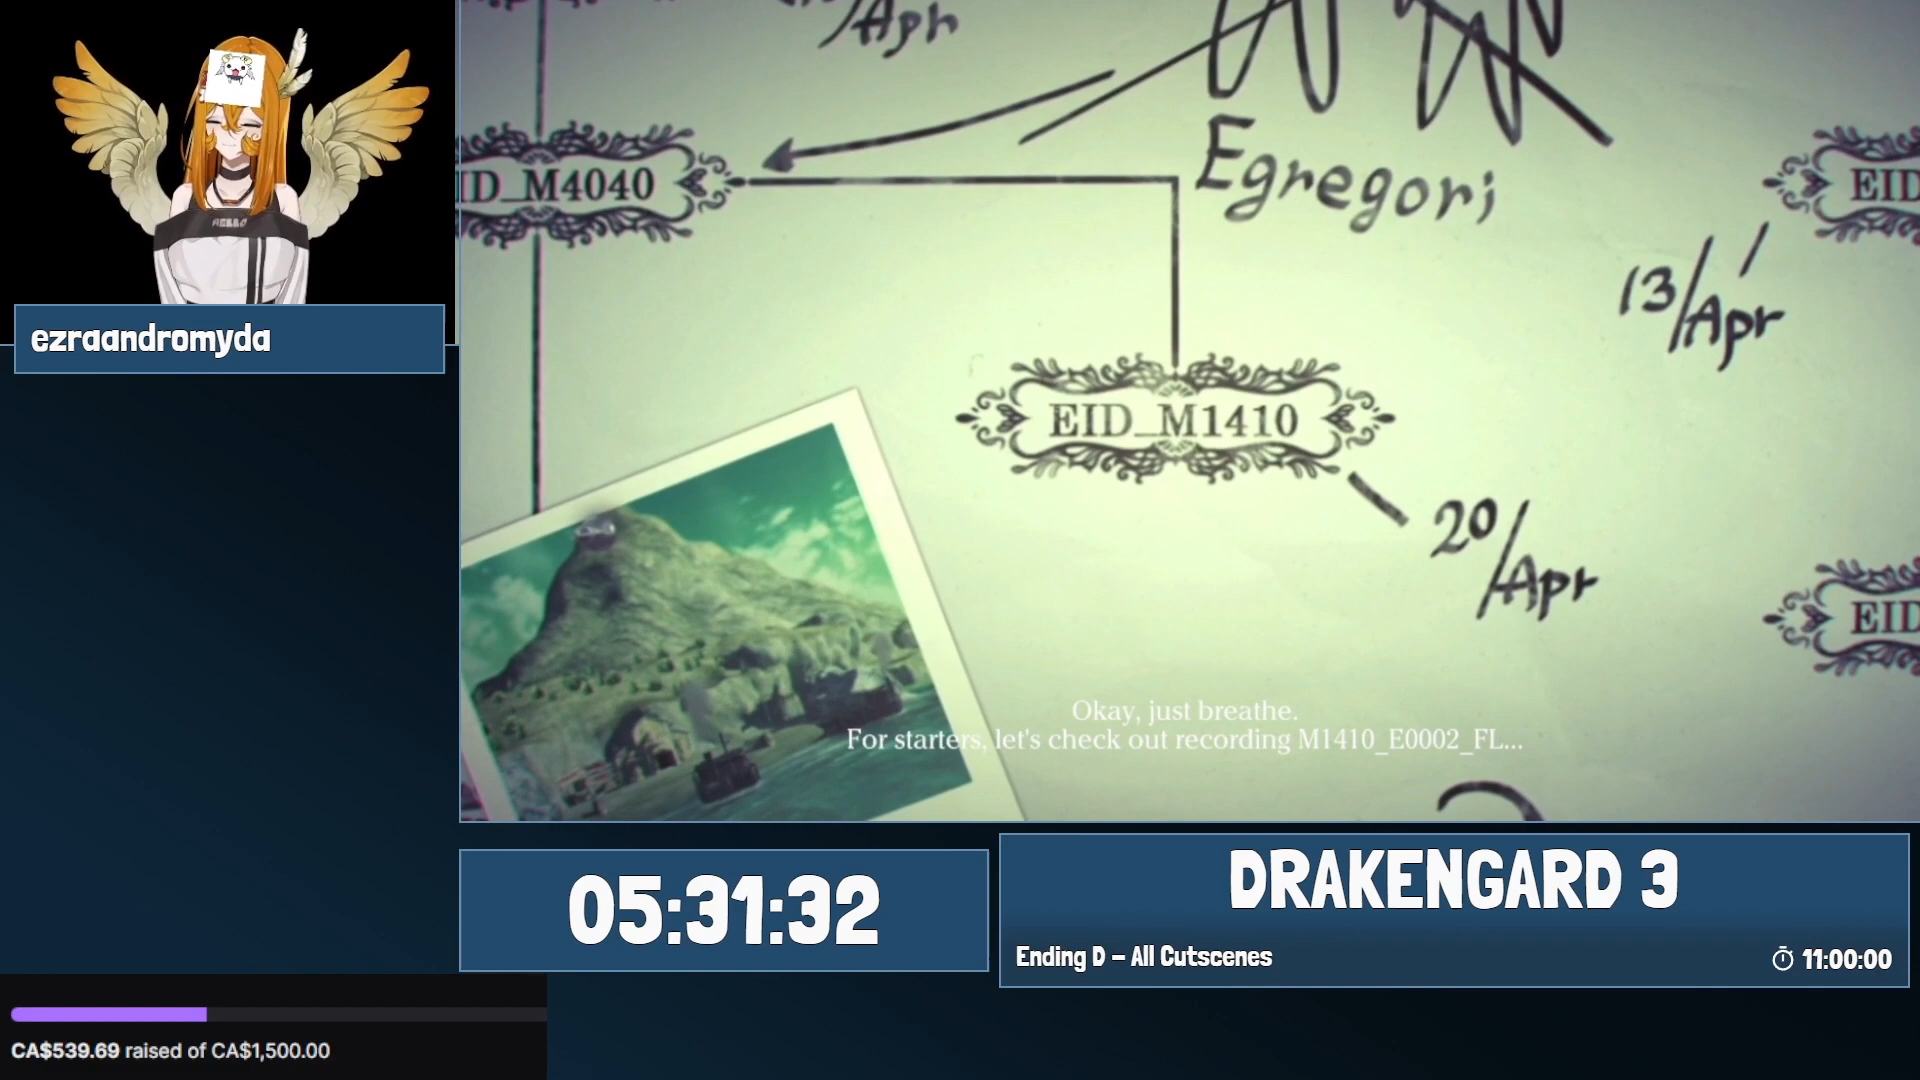 Apr
ID_M4040
Egregori
EID
13/Apr
EID_M1410
20/Apr
EID
Okay, just breathe.
For starters, let's check out recording M1410_E0002_FL...
HELLO
ezraandromyda
05:31:32
DRAKENGARD 3
Ending D – All Cutscenes
11:00:00
CA$539.69 raised of CA$1,500.00